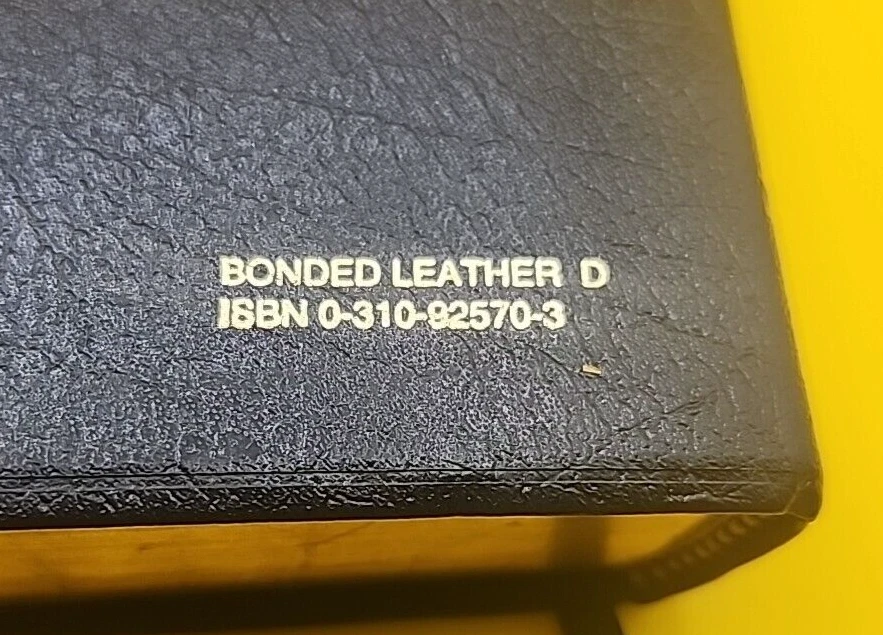 BONDED LEATHER D
ISBN 0-310-92570-3